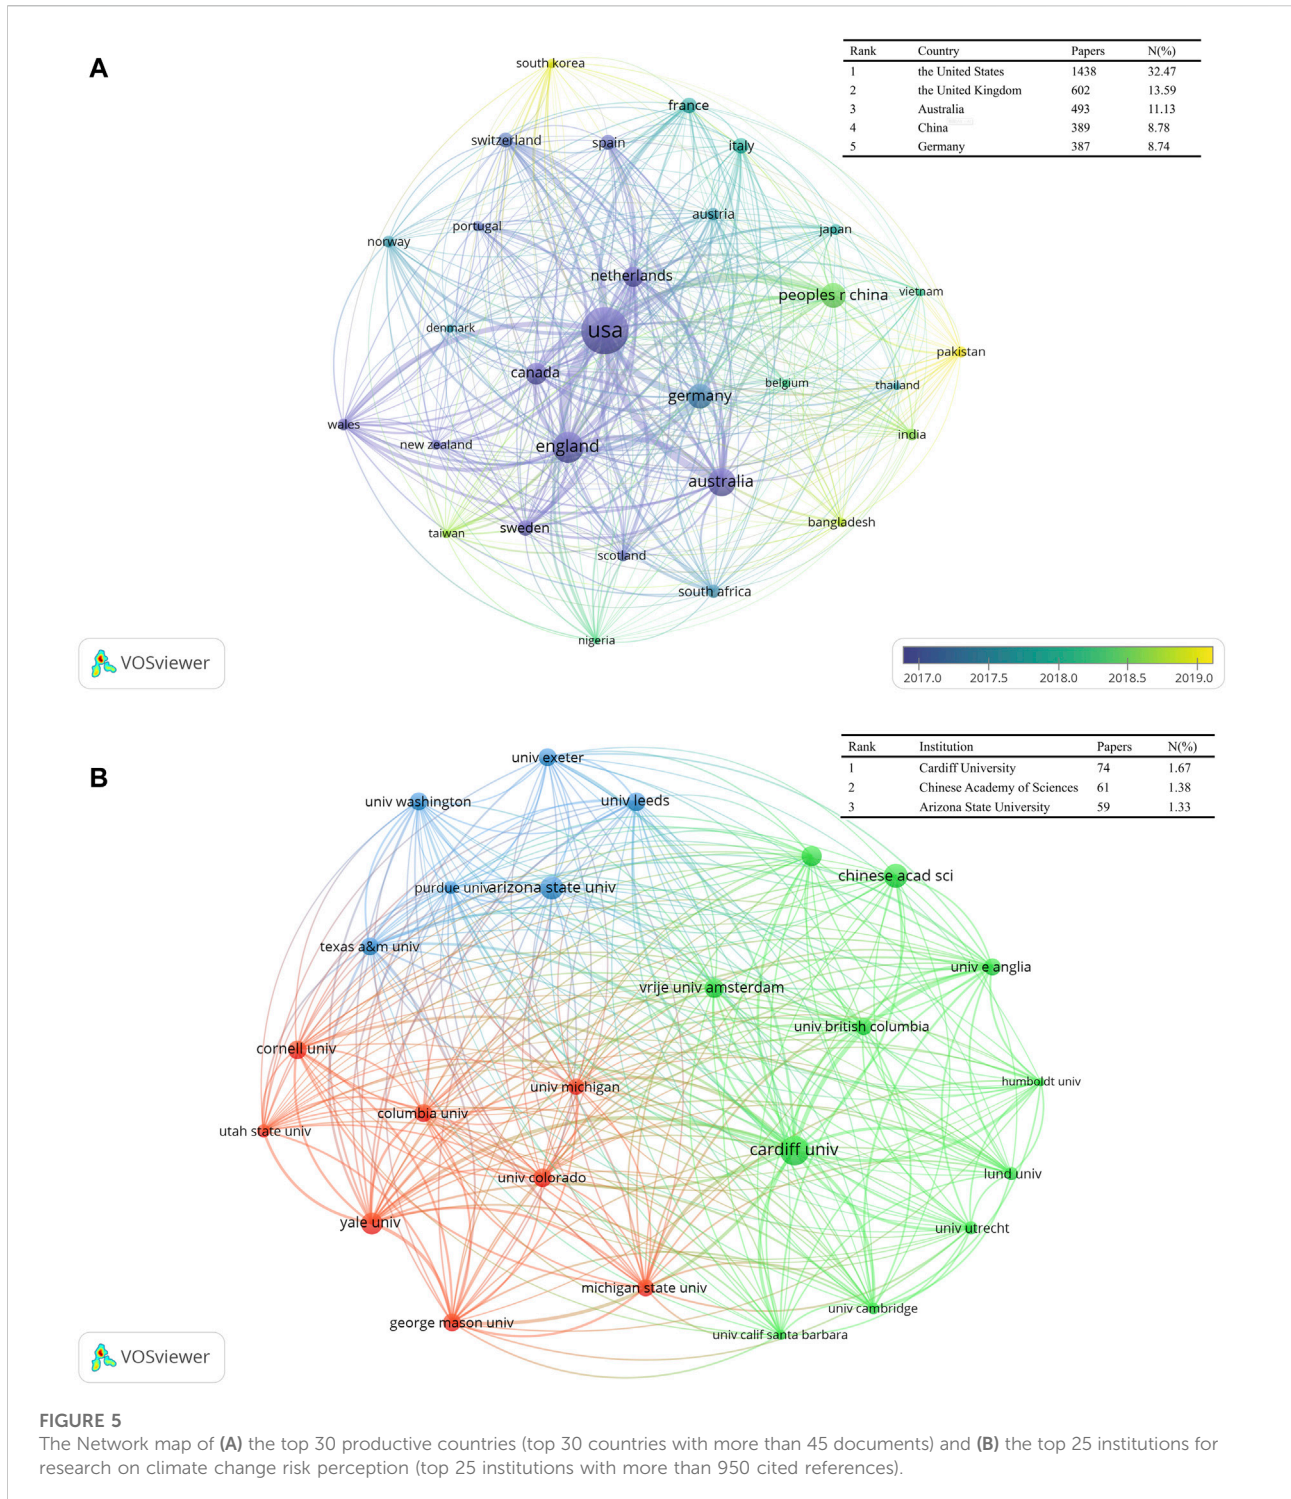 A
Rank Country Papers N(%)
1 the United States 1438 32.47
2 the United Kingdom 602 13.59
3 Australia 493 11.13
4 China 389 8.78
5 Germany 387 8.74
south korea
france
switzerland
spain
italy
austria
portugal
japan
norway
netherlands
peoples r china
vietnam
usa
denmark
pakistan
canada
belgium
thailand
germany
wales
india
new zealand
england
australia
bangladesh
taiwan
sweden
scotland
south africa
nigeria
VOSviewer
2017.0 2017.5 2018.0 2018.5 2019.0
B
Rank Institution Papers N(%)
1 Cardiff University 74 1.67
2 Chinese Academy of Sciences 61 1.38
3 Arizona State University 59 1.33
univ exeter
univ washington
univ leeds
chinese acad sci
purdue univ
arizona state univ
texas a&m univ
univ e anglia
vrije univ amsterdam
univ british columbia
cornell univ
humboldt univ
univ michigan
columbia univ
utah state univ
cardiff univ
lund univ
univ colorado
yale univ
univ utrecht
michigan state univ
univ cambridge
george mason univ
univ calif santa barbara
VOSviewer
FIGURE 5
The Network map of (A) the top 30 productive countries (top 30 countries with more than 45 documents) and (B) the top 25 institutions for
research on climate change risk perception (top 25 institutions with more than 950 cited references).